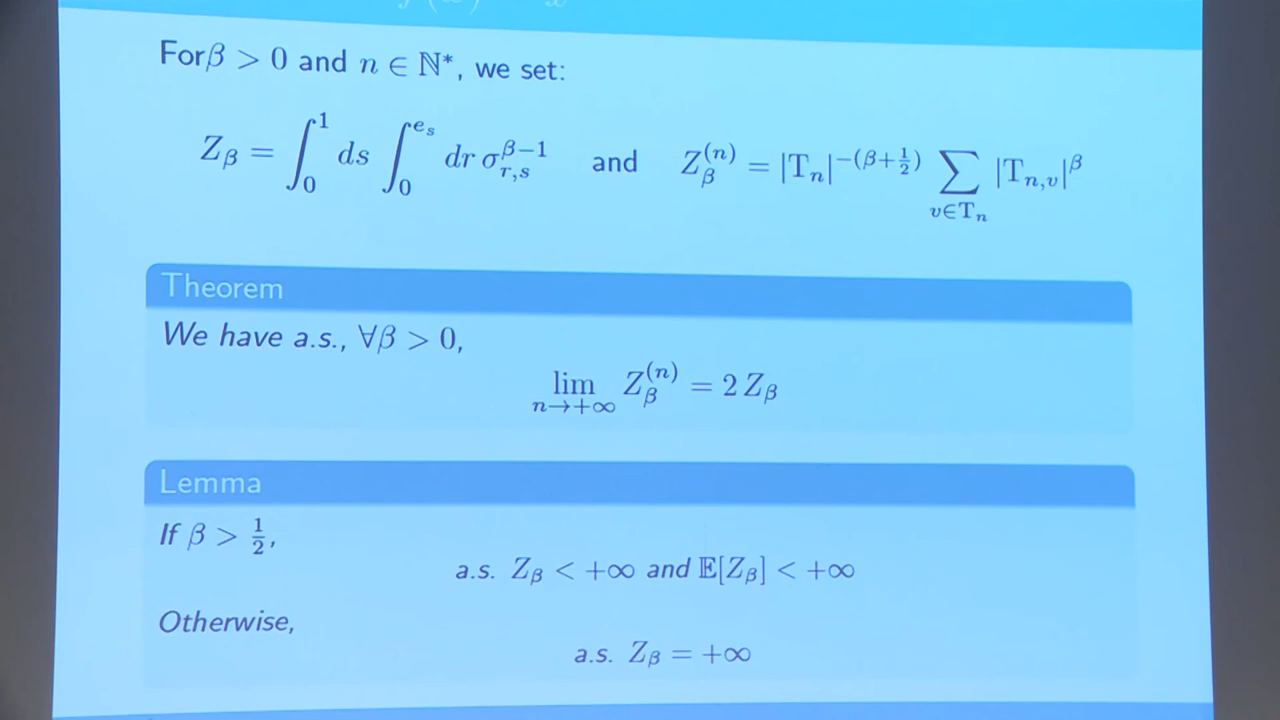 Forβ > 0 and n ∈ ℕ*, we set:
Z_β = ∫_0^1 ds ∫_0^{e_s} dr σ_{r,s}^{β−1} and Z_β^{(n)} = |T_n|^{−(β+1/2)} ∑_{v∈T_n} |T_{n,v}|^β
Theorem
We have a.s., ∀β > 0,
lim_{n→+∞} Z_β^{(n)} = 2 Z_β
Lemma
If β > 1/2,
a.s. Z_β < +∞ and 𝔼[Z_β] < +∞
Otherwise,
a.s. Z_β = +∞